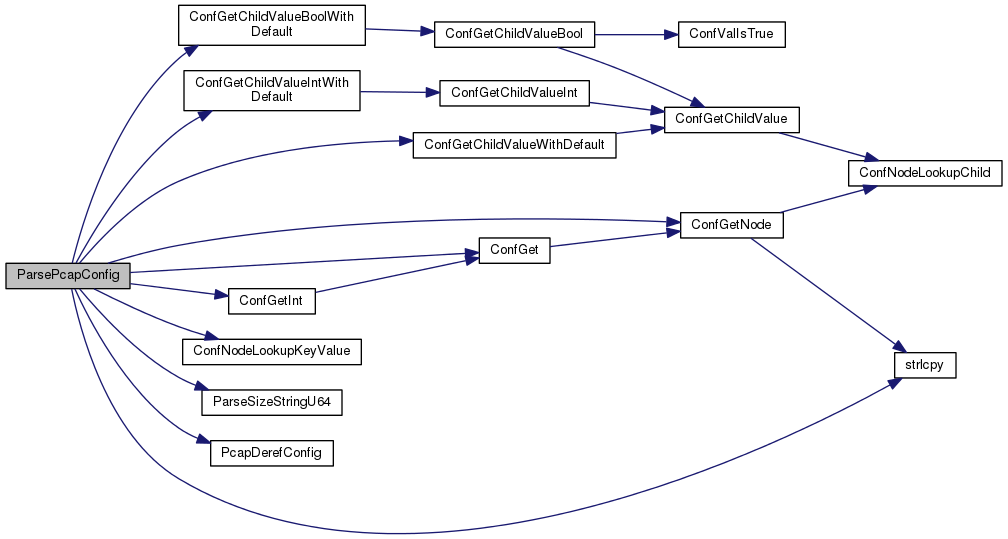 ConfGetChildValueBoolWith
Default
ConfGetChildValueBool
ConfValIsTrue
ConfGetChildValueIntWith
Default
ConfGetChildValueInt
ConfGetChildValue
ConfGetChildValueWithDefault
ConfNodeLookupChild
ConfGetNode
ConfGet
ParsePcapConfig
ConfGetInt
ConfNodeLookupKeyValue
strlcpy
ParseSizeStringU64
PcapDerefConfig